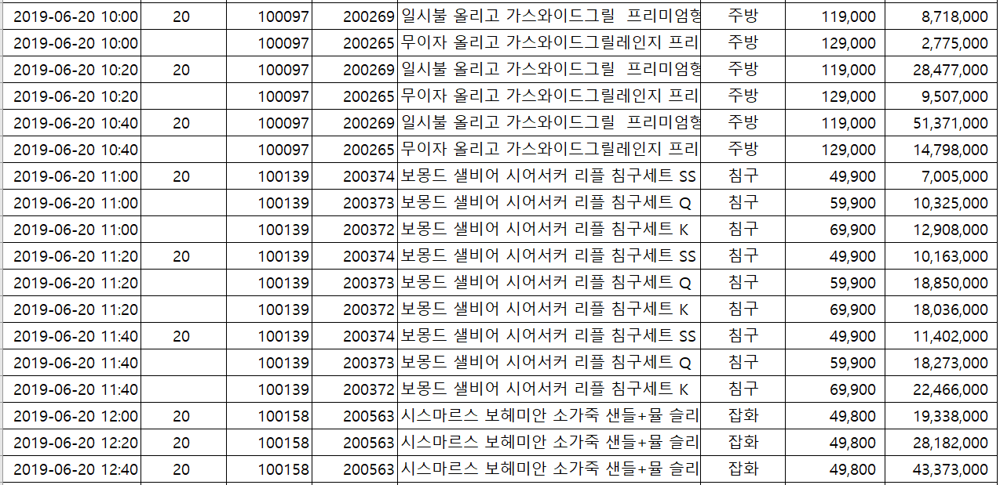 2019-06-20 10:00 20 100097 200269 일시불 올리고 가스와이드그릴 프리미엄형 주방 119,000 8,718,000
2019-06-20 10:00 100097 200265 무이자 올리고 가스와이드그릴레인지 프리 주방 129,000 2,775,000
2019-06-20 10:20 20 100097 200269 일시불 올리고 가스와이드그릴 프리미엄형 주방 119,000 28,477,000
2019-06-20 10:20 100097 200265 무이자 올리고 가스와이드그릴레인지 프리 주방 129,000 9,507,000
2019-06-20 10:40 20 100097 200269 일시불 올리고 가스와이드그릴 프리미엄형 주방 119,000 51,371,000
2019-06-20 10:40 100097 200265 무이자 올리고 가스와이드그릴레인지 프리 주방 129,000 14,798,000
2019-06-20 11:00 20 100139 200374 보몽드 샐비어 시어서커 리플 침구세트 SS 침구 49,900 7,005,000
2019-06-20 11:00 100139 200373 보몽드 샐비어 시어서커 리플 침구세트 Q 침구 59,900 10,325,000
2019-06-20 11:00 100139 200372 보몽드 샐비어 시어서커 리플 침구세트 K 침구 69,900 12,908,000
2019-06-20 11:20 20 100139 200374 보몽드 샐비어 시어서커 리플 침구세트 SS 침구 49,900 10,163,000
2019-06-20 11:20 100139 200373 보몽드 샐비어 시어서커 리플 침구세트 Q 침구 59,900 18,850,000
2019-06-20 11:20 100139 200372 보몽드 샐비어 시어서커 리플 침구세트 K 침구 69,900 18,036,000
2019-06-20 11:40 20 100139 200374 보몽드 샐비어 시어서커 리플 침구세트 SS 침구 49,900 11,402,000
2019-06-20 11:40 100139 200373 보몽드 샐비어 시어서커 리플 침구세트 Q 침구 59,900 18,273,000
2019-06-20 11:40 100139 200372 보몽드 샐비어 시어서커 리플 침구세트 K 침구 69,900 22,466,000
2019-06-20 12:00 20 100158 200563 시스마르스 보헤미안 소가죽 샌들+뮬 슬리 잡화 49,800 19,338,000
2019-06-20 12:20 20 100158 200563 시스마르스 보헤미안 소가죽 샌들+뮬 슬리 잡화 49,800 28,182,000
2019-06-20 12:40 20 100158 200563 시스마르스 보헤미안 소가죽 샌들+뮬 슬리 잡화 49,800 43,373,000